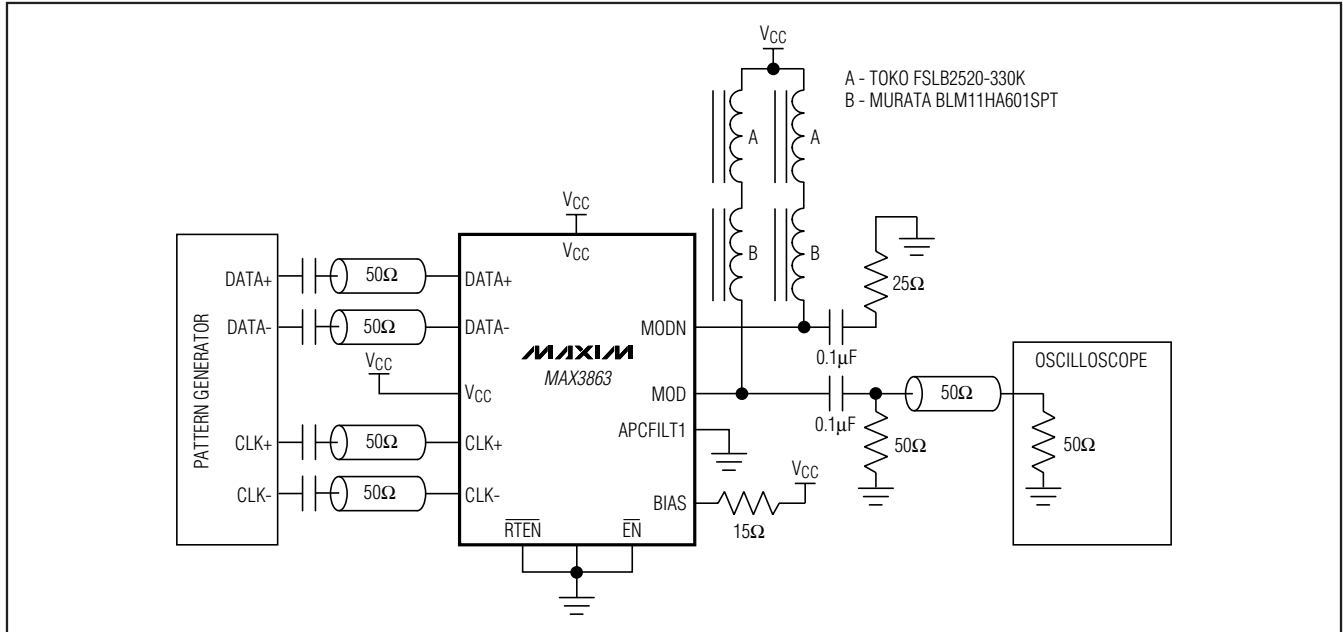 VCC
A - TOKO FSLB2520-330K
B - MURATA BLM11HA601SPT
A
A
B
B
VCC
VCC
25Ω
PATTERN GENERATOR
DATA+
50Ω
DATA+
DATA-
50Ω
DATA-
MODN
0.1µF
MAXIM
MAX3863
OSCILLOSCOPE
VCC
VCC
MOD
0.1µF
50Ω
50Ω
50Ω
APCFILT1
CLK+
50Ω
CLK+
CLK-
50Ω
CLK-
BIAS
15Ω
VCC
RTEN
EN